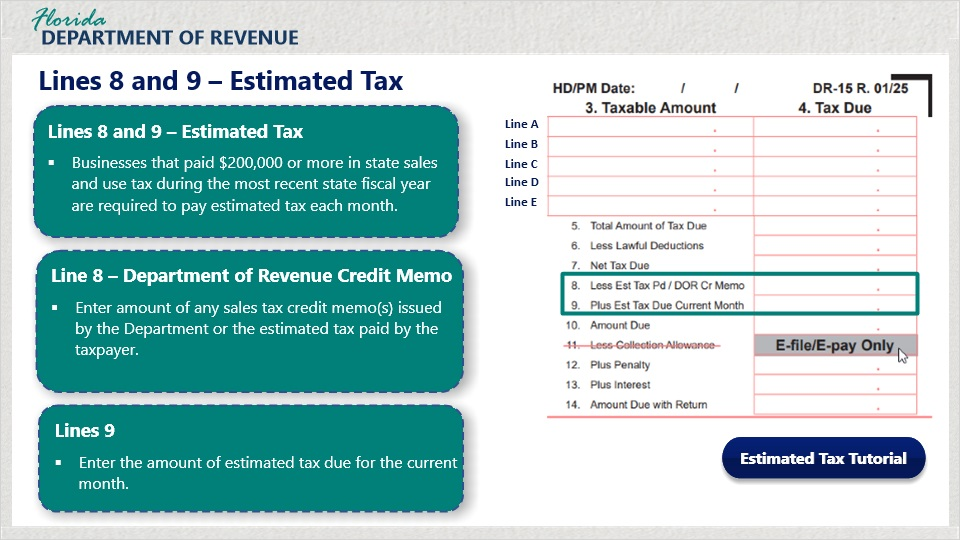 Florida
DEPARTMENT OF REVENUE
Lines 8 and 9 – Estimated Tax
Lines 8 and 9 – Estimated Tax
▪ Businesses that paid $200,000 or more in state sales
and use tax during the most recent state fiscal year
are required to pay estimated tax each month.
Line 8 – Department of Revenue Credit Memo
▪ Enter amount of any sales tax credit memo(s) issued
by the Department or the estimated tax paid by the
taxpayer.
Lines 9
▪ Enter the amount of estimated tax due for the current
month.
HD/PM Date: / / DR-15 R. 01/25
3. Taxable Amount 4. Tax Due
Line A . .
Line B . .
Line C . .
Line D . .
Line E . .
5. Total Amount of Tax Due .
6. Less Lawful Deductions .
7. Net Tax Due .
8. Less Est Tax Pd / DOR Cr Memo .
9. Plus Est Tax Due Current Month .
10. Amount Due .
11. Less Collection Allowance E-file/E-pay Only
12. Plus Penalty .
13. Plus Interest .
14. Amount Due with Return .
Estimated Tax Tutorial